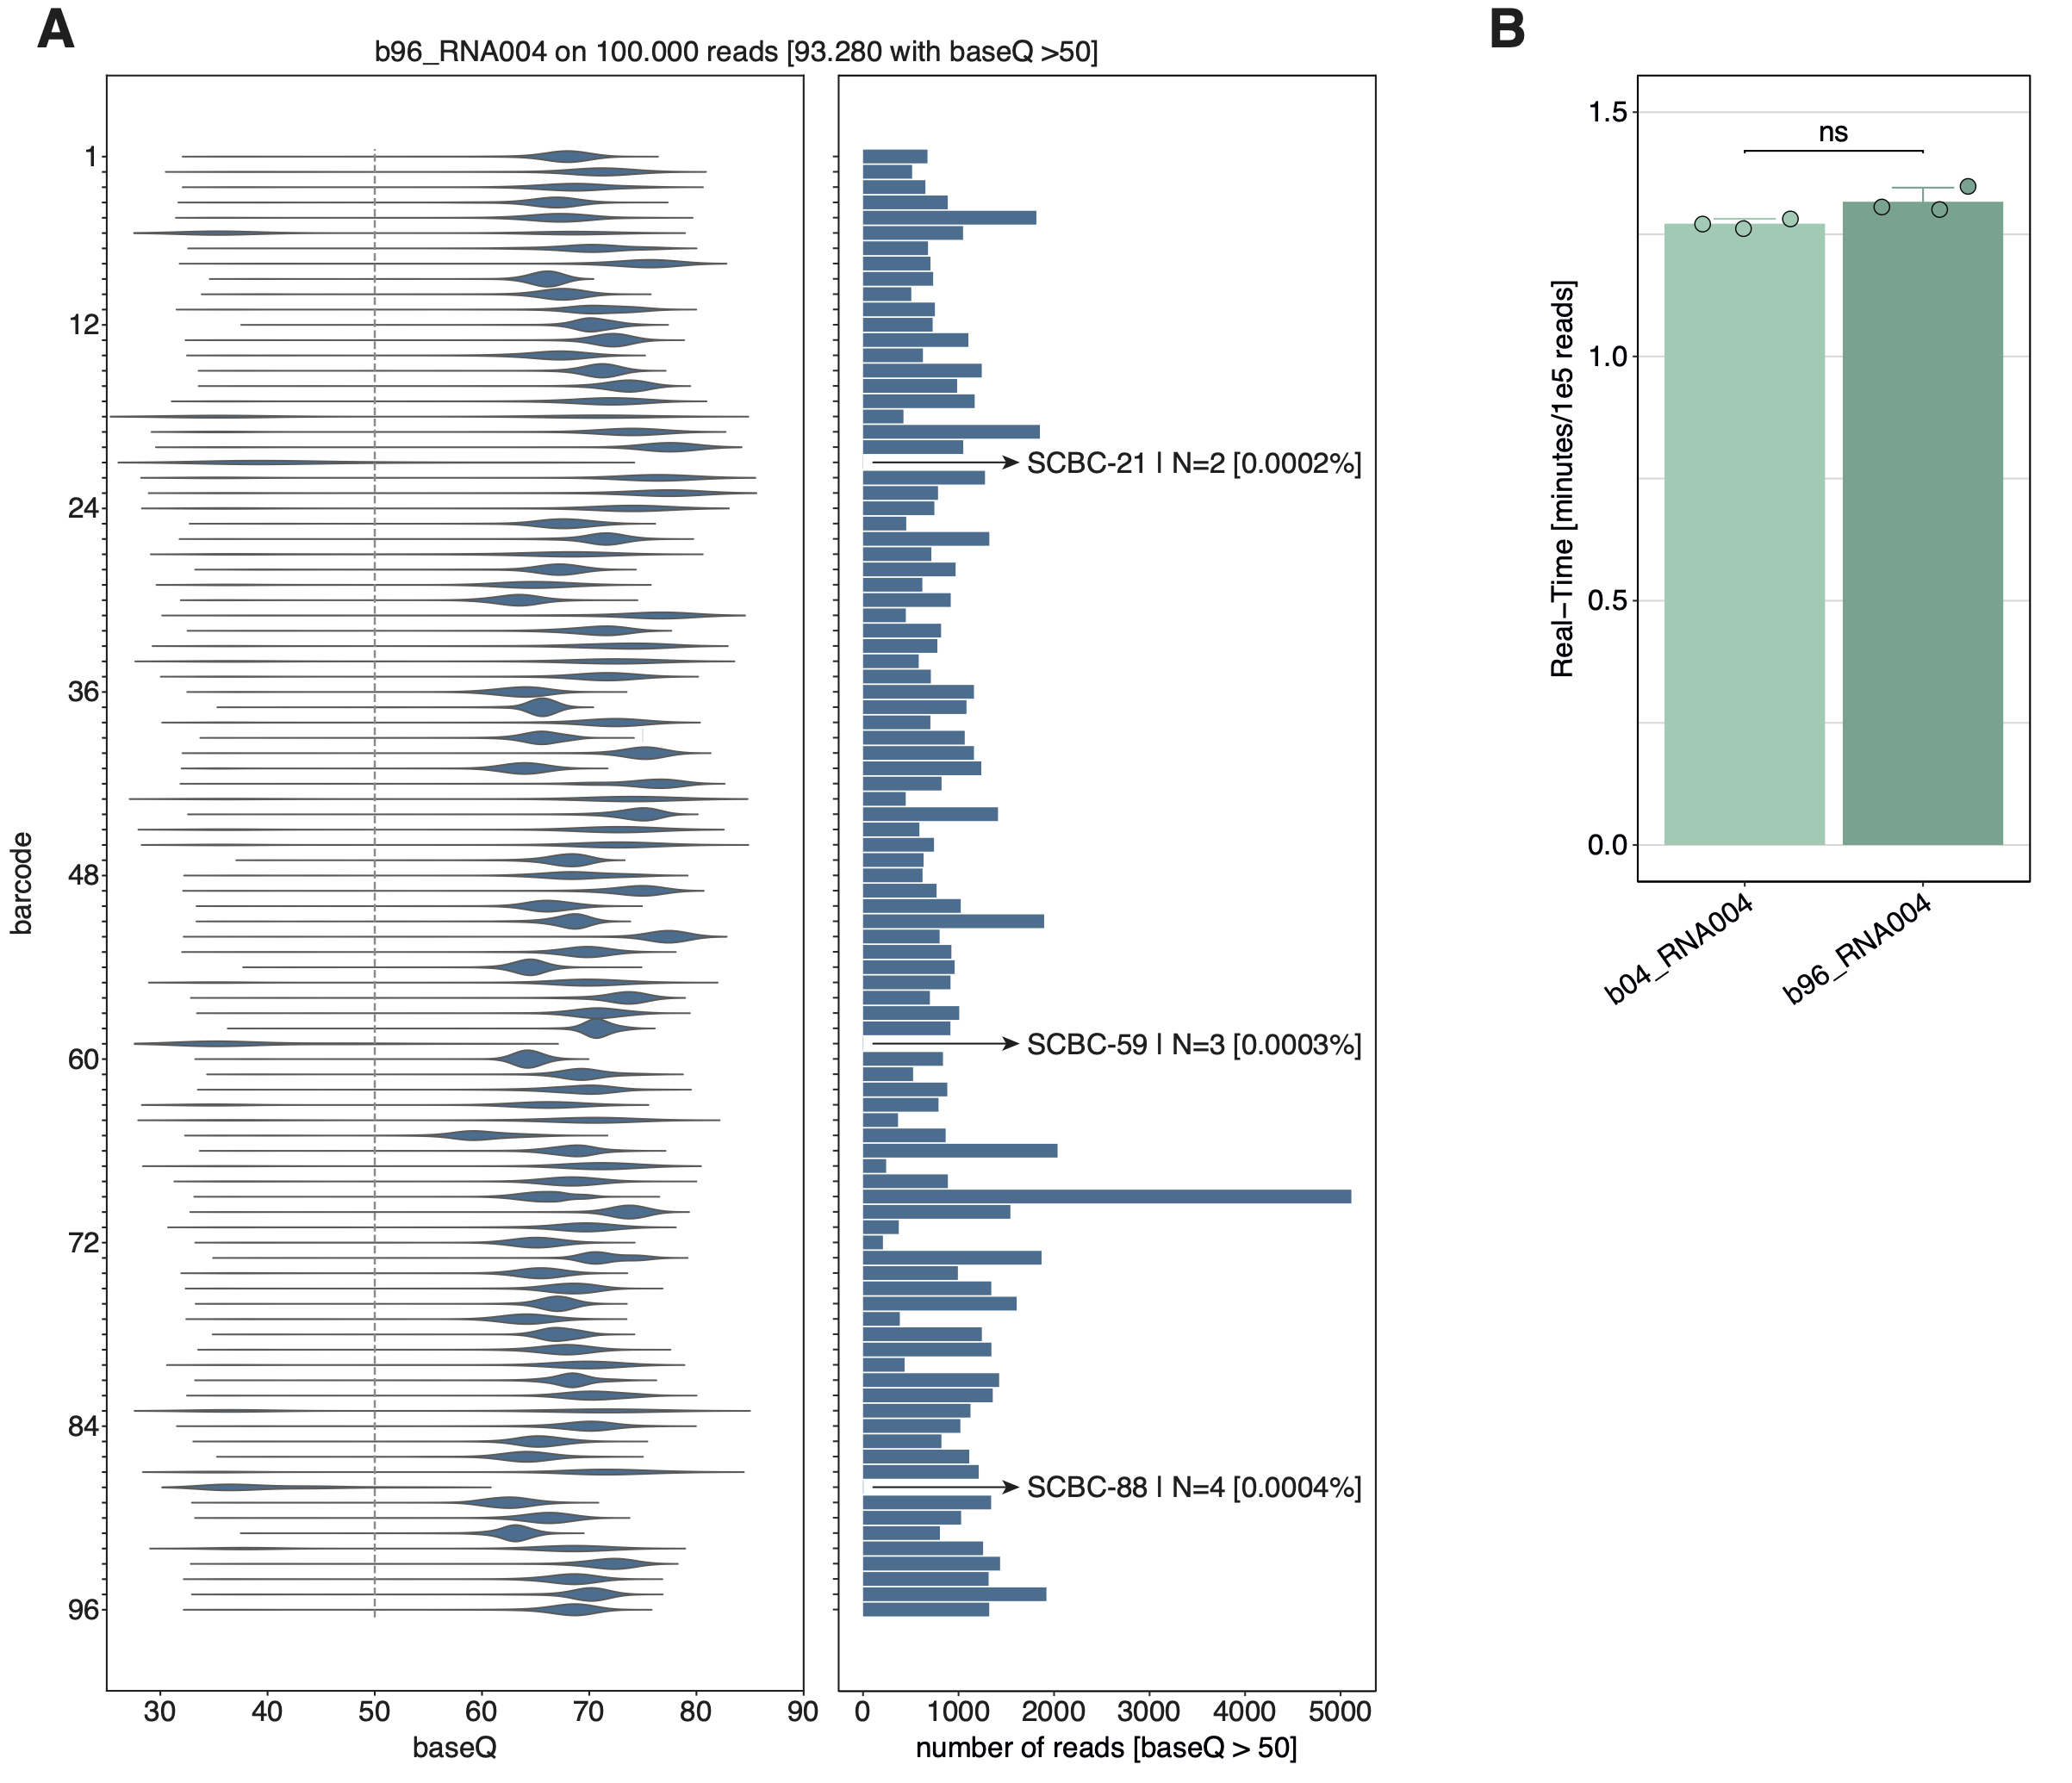 A
b96_RNA004 on 100.000 reads [93.280 with baseQ >50]
barcode
1
12
24
36
48
60
72
84
96
30 40 50 60 70 80 90
baseQ
SCBC-21 | N=2 [0.0002%]
SCBC-59 | N=3 [0.0003%]
SCBC-88 | N=4 [0.0004%]
0 1000 2000 3000 4000 5000
number of reads [baseQ > 50]
B
Real−Time [minutes/1e5 reads]
1.5
1.0
0.5
0.0
ns
b04_RNA004
b96_RNA004